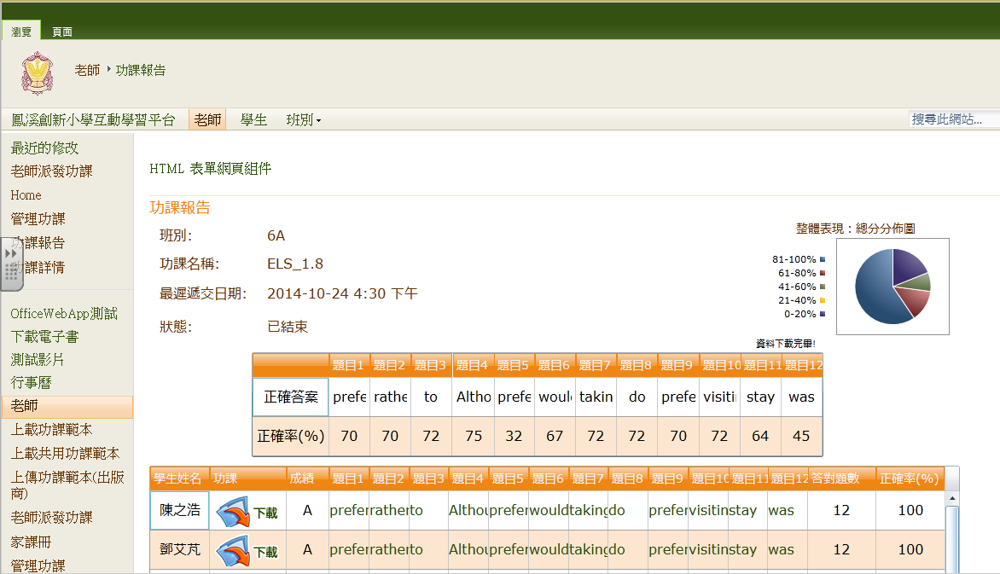 瀏覽 頁面
老師 功課報告
鳳溪創新小學互動學習平台 老師 學生 班別 搜尋此網站...
最近的修改
老師派發功課
Home
管理功課
功課報告
功課詳情
OfficeWebApp測試
下載電子書
測試影片
行事曆
老師
上載功課範本
上載共用功課範本
上傳功課範本(出版
商)
老師派發功課
家課冊
管理功課
HTML 表單網頁組件
功課報告
班別: 6A
功課名稱: ELS_1.8
最遲遞交日期: 2014-10-24 4:30 下午
狀態: 已結束
整體表現：總分分佈圖
81-100%
61-80%
41-60%
21-40%
0-20%
資料下載完畢!
題目1 題目2 題目3 題目4 題目5 題目6 題目7 題目8 題目9 題目10 題目11 題目12
正確答案 prefe rathe to Altho prefe woul takin do prefe visiti stay was
正確率(%) 70 70 72 75 32 67 72 72 70 72 64 45
學生姓名 功課 成績 題目1 題目2 題目3 題目4 題目5 題目6 題目7 題目8 題目9 題目10 題目11 題目12 答對題數 正確率(%)
陳之浩 下載 A prefer rather to Althou prefer would taking do prefer visitin stay was 12 100
鄧艾芃 下載 A prefer rather to Althou prefer would taking do prefer visitin stay was 12 100